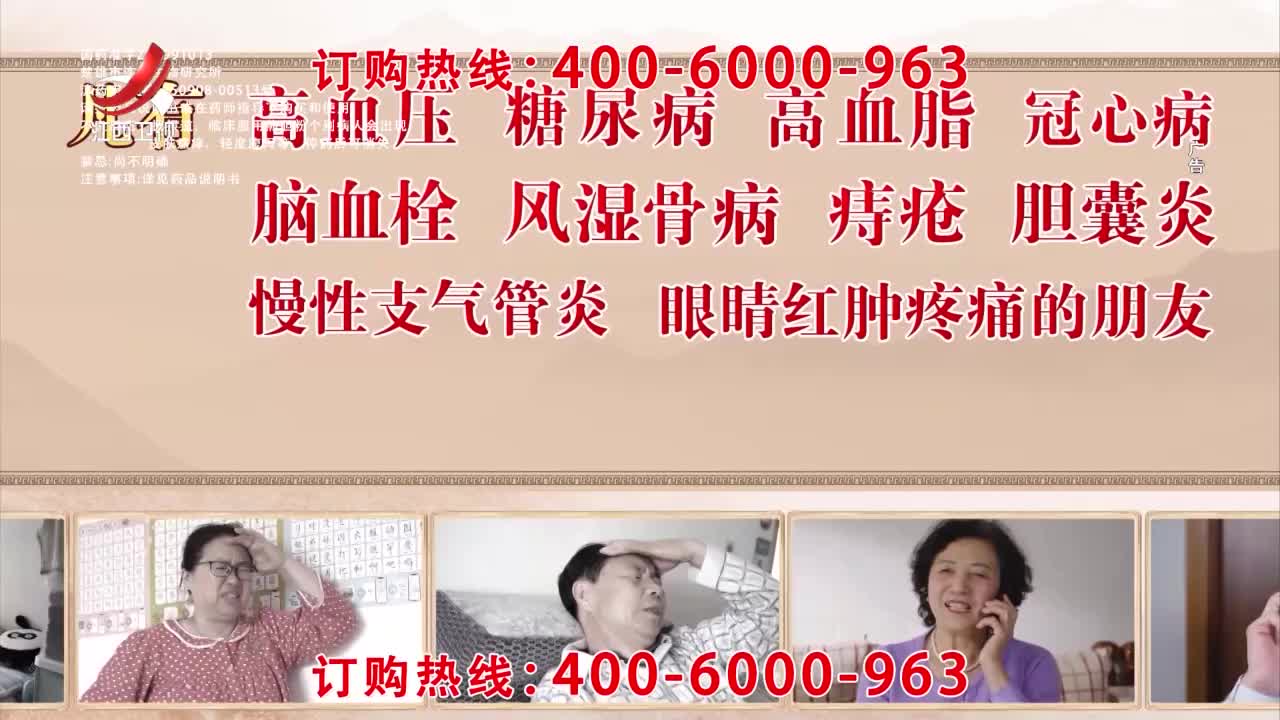 订购热线：400-6000-963
高血压 糖尿病 高血脂 冠心病
广告
禁忌:尚不明确
注意事项:详见药品说明书
脑血栓 风湿骨病 痔疮 胆囊炎
慢性支气管炎 眼睛红肿疼痛的朋友
订购热线：400-6000-963